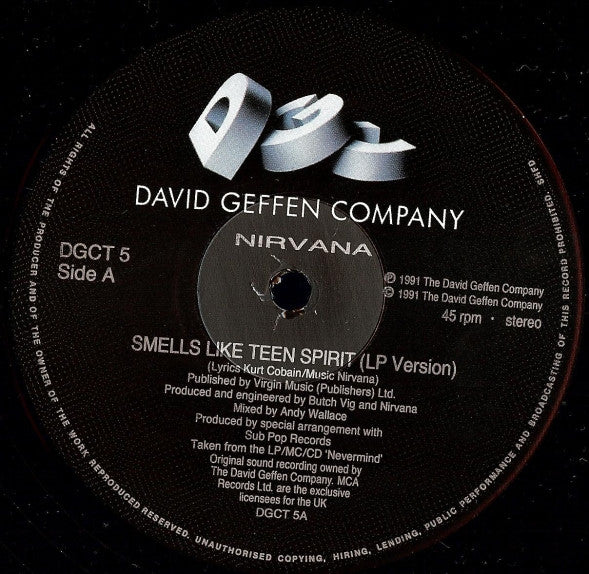 DGC
DAVID GEFFEN COMPANY
NIRVANA
DGCT 5
Side A
℗ 1991 The David Geffen Company
© 1991 The David Geffen Company
45 rpm · stereo
SMELLS LIKE TEEN SPIRIT (LP Version)
(Lyrics Kurt Cobain/Music Nirvana)
Published by Virgin Music (Publishers) Ltd.
Produced and engineered by Butch Vig and Nirvana
Mixed by Andy Wallace
Produced by special arrangement with
Sub Pop Records
Taken from the LP/MC/CD 'Nevermind'
Original sound recording owned by
The David Geffen Company. MCA
Records Ltd. are the exclusive
licensees for the UK
DGCT 5A
ALL RIGHTS OF THE PRODUCER AND OF THE OWNER OF THE WORK REPRODUCED RESERVED. UNAUTHORISED COPYING, HIRING, LENDING, PUBLIC PERFORMANCE AND BROADCASTING OF THIS RECORD PROHIBITED. SHFD